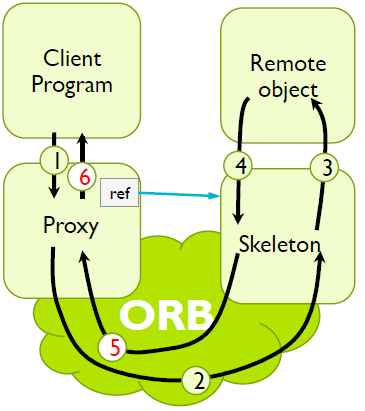 Client
Program
Remote
object
1
6
4
3
ref
Proxy
Skeleton
ORB
5
2